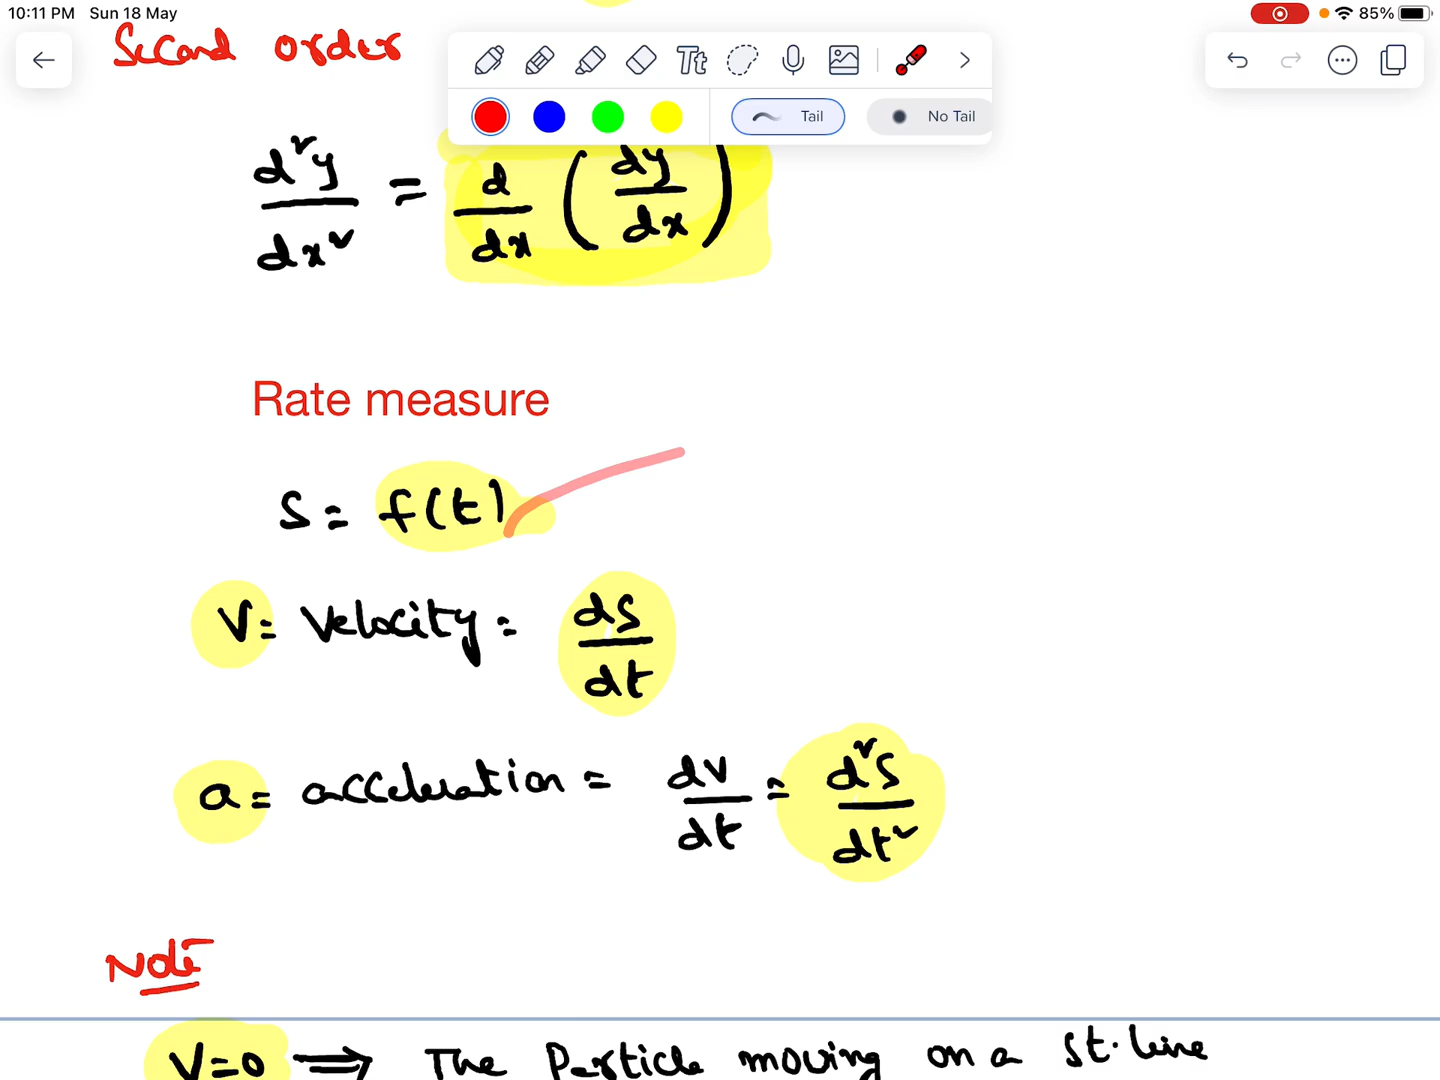 10:11 PM Sun 18 May 85%
Second order
Tt
Tail No Tail
d²y/dx² = d/dx (dy/dx)
Rate measure
S = f(t)
V = Velocity = ds/dt
a = acceleration = dv/dt = d²s/dt²
Note
V=0 ⟹ The Particle moving on a St. line